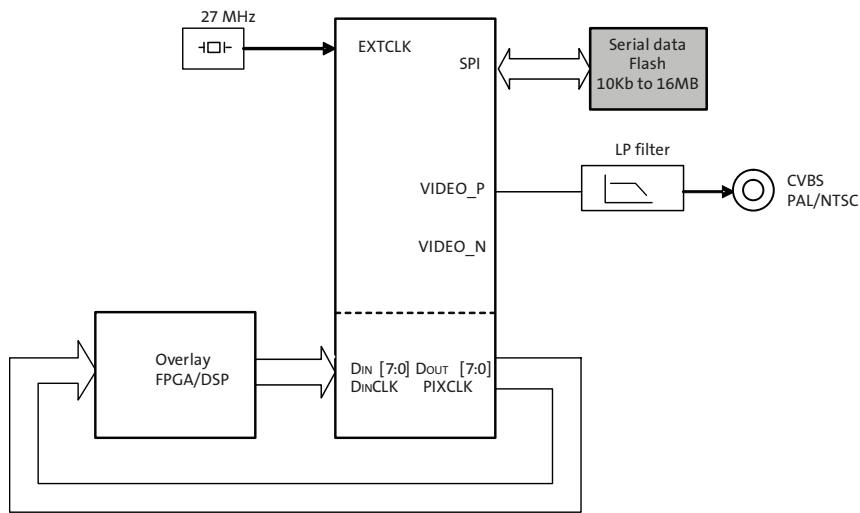 27 MHz
EXTCLK
SPI
Serial data
Flash
10Kb to 16MB
LP filter
VIDEO_P
CVBS
PAL/NTSC
VIDEO_N
Overlay
FPGA/DSP
DIN [7:0] DOUT [7:0]
DINCLK PIXCLK